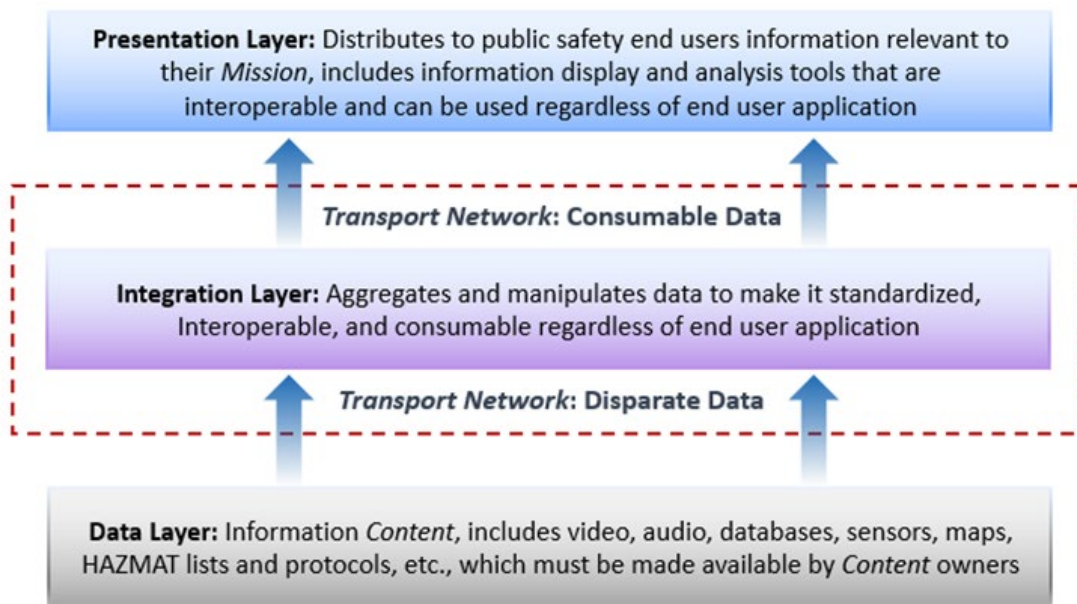 Presentation Layer: Distributes to public safety end users information relevant to
their Mission, includes information display and analysis tools that are
interoperable and can be used regardless of end user application
Transport Network: Consumable Data
Integration Layer: Aggregates and manipulates data to make it standardized,
Interoperable, and consumable regardless of end user application
Transport Network: Disparate Data
Data Layer: Information Content, includes video, audio, databases, sensors, maps,
HAZMAT lists and protocols, etc., which must be made available by Content owners